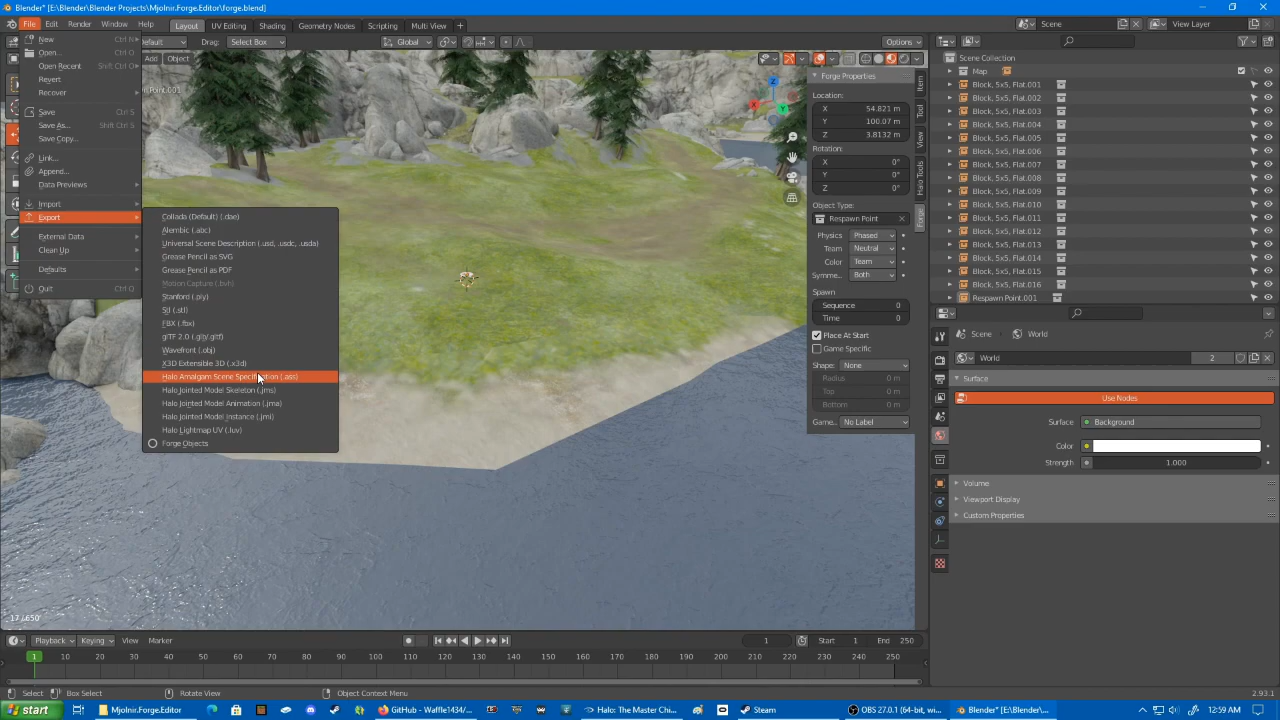 Blender* [E:\Blender\Blender Projects\Mjolnir.Forge.Editor\forge.blend]
File Edit Render Window Help Layout UV Editing Shading Geometry Nodes Scripting Multi View + Scene View Layer
Default Drag: Select Box Global Options
Add Object
Point.001
New Ctrl N
Open... Ctrl O
Open Recent Shift Ctrl O
Revert
Recover
Save Ctrl S
Save As... Shift Ctrl S
Save Copy...
Link...
Append...
Data Previews
Import
Export
External Data
Clean Up
Defaults
Quit Ctrl Q
Collada (Default) (.dae)
Alembic (.abc)
Universal Scene Description (.usd, .usdc, .usda)
Grease Pencil as SVG
Grease Pencil as PDF
Motion Capture (.bvh)
Stanford (.ply)
Stl (.stl)
FBX (.fbx)
glTF 2.0 (.glb/.gltf)
Wavefront (.obj)
X3D Extensible 3D (.x3d)
Halo Amalgam Scene Specification (.ass)
Halo Jointed Model Skeleton (.jms)
Halo Jointed Model Animation (.jma)
Halo Jointed Model Instance (.jmi)
Halo Lightmap UV (.luv)
Forge Objects
Z
X
Y
Forge Properties
Location:
X 54.821 m
Y 100.07 m
Z 3.8132 m
Rotation:
X 0°
Y 0°
Z 0°
Object Type:
Respawn Point
Physics Phased
Team Neutral
Color Team
Symme... Both
Spawn
Sequence 0
Time 0
Place At Start
Game Specific
Shape: None
Radius 0 m
Top 0 m
Bottom 0 m
Game... No Label
Item
Tool
View
Halo Tools
Forge
Scene Collection
Map
Block, 5x5, Flat.001
Block, 5x5, Flat.002
Block, 5x5, Flat.003
Block, 5x5, Flat.004
Block, 5x5, Flat.005
Block, 5x5, Flat.006
Block, 5x5, Flat.007
Block, 5x5, Flat.008
Block, 5x5, Flat.009
Block, 5x5, Flat.010
Block, 5x5, Flat.011
Block, 5x5, Flat.012
Block, 5x5, Flat.013
Block, 5x5, Flat.014
Block, 5x5, Flat.015
Block, 5x5, Flat.016
Respawn Point.001
Scene World
World 2
Surface
Use Nodes
Surface Background
Color
Strength 1.000
Volume
Viewport Display
Custom Properties
17/650
Playback Keying View Marker 1 Start 1 End 250
1 10 20 30 40 50 60 70 80 90 100 110 120 130 140 150 160 170 180 190 200 210 220 230 240 250
Select Box Select Rotate View Object Context Menu 2.93.1
start Mjolnir.Forge.Editor GitHub - Waffle1434/... Halo: The Master Chi... Steam OBS 27.0.1 (64-bit, wi... Blender* [E:\Blender\... 12:59 AM